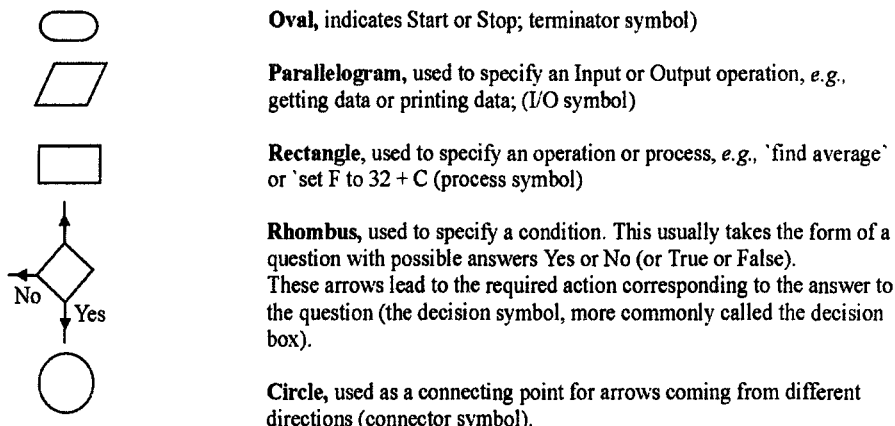 Oval, indicates Start or Stop; terminator symbol)
Parallelogram, used to specify an Input or Output operation, e.g.,
getting data or printing data; (I/O symbol)
Rectangle, used to specify an operation or process, e.g., `find average`
or `set F to 32 + C (process symbol)
Rhombus, used to specify a condition. This usually takes the form of a
question with possible answers Yes or No (or True or False).
These arrows lead to the required action corresponding to the answer to
the question (the decision symbol, more commonly called the decision
box).
No
Yes
Circle, used as a connecting point for arrows coming from different
directions (connector symbol).